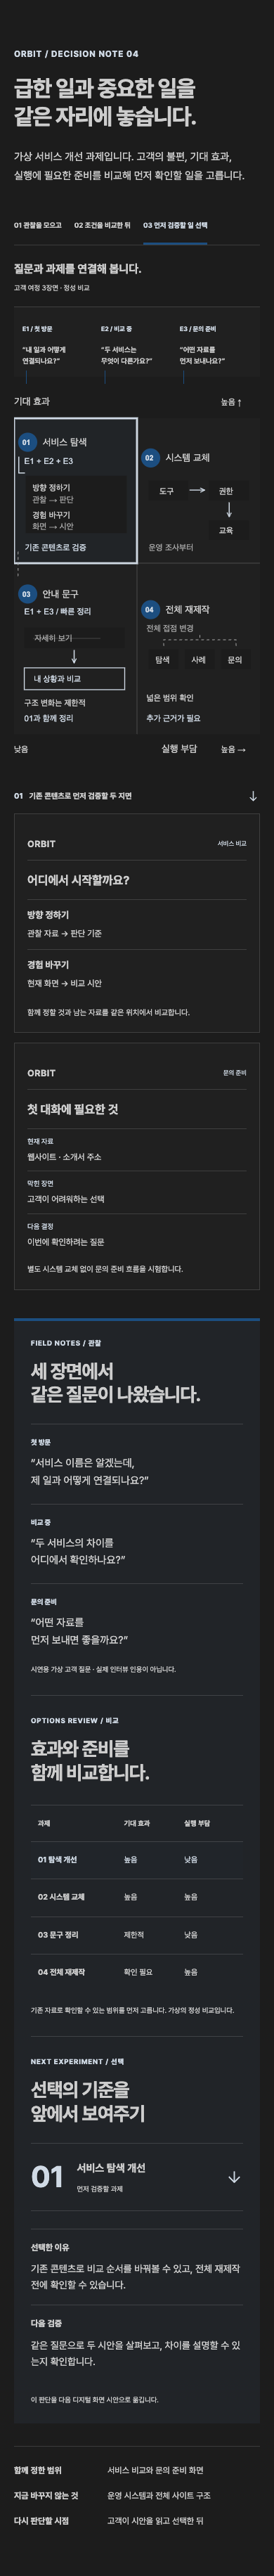 ORBIT / DECISION NOTE 04
급한 일과 중요한 일을
같은 자리에 놓습니다.
가상 서비스 개선 과제입니다. 고객의 불편, 기대 효과,
실행에 필요한 준비를 비교해 먼저 확인할 일을 고릅니다.
01 관찰을 모으고 02 조건을 비교한 뒤 03 먼저 검증할 일 선택
질문과 과제를 연결해 봅니다.
고객 여정 3장면 · 정성 비교
E1 / 첫 방문
“내 일과 어떻게
연결되나요?”
E2 / 비교 중
“두 서비스는
무엇이 다른가요?”
E3 / 문의 준비
“어떤 자료를
먼저 보내나요?”
기대 효과
높음 ↑
01 서비스 탐색
E1 + E2 + E3
방향 정하기
관찰 → 판단
경험 바꾸기
화면 → 시안
기존 콘텐츠로 검증
02 시스템 교체
도구 → 권한
↓
교육
운영 조사부터
03 안내 문구
E1 + E3 / 빠른 정리
자세히 보기
↓
내 상황과 비교
구조 변화는 제한적
01과 함께 정리
04 전체 재제작
전체 접점 변경
탐색 사례 문의
넓은 범위 확인
추가 근거가 필요
낮음
실행 부담
높음 →
01 기존 콘텐츠로 먼저 검증할 두 지면 ↓
ORBIT
서비스 비교
어디에서 시작할까요?
방향 정하기
관찰 자료 → 판단 기준
경험 바꾸기
현재 화면 → 비교 시안
함께 정할 것과 남는 자료를 같은 위치에서 비교합니다.
ORBIT
문의 준비
첫 대화에 필요한 것
현재 자료
웹사이트 · 소개서 주소
막힌 장면
고객이 어려워하는 선택
다음 결정
이번에 확인하려는 질문
별도 시스템 교체 없이 문의 준비 흐름을 시험합니다.
FIELD NOTES / 관찰
세 장면에서
같은 질문이 나왔습니다.
첫 방문
“서비스 이름은 알겠는데,
제 일과 어떻게 연결되나요?”
비교 중
“두 서비스의 차이를
어디에서 확인하나요?”
문의 준비
“어떤 자료를
먼저 보내면 좋을까요?”
시연용 가상 고객 질문 · 실제 인터뷰 인용이 아닙니다.
OPTIONS REVIEW / 비교
효과와 준비를
함께 비교합니다.
과제 기대 효과 실행 부담
01 탐색 개선 높음 낮음
02 시스템 교체 높음 높음
03 문구 정리 제한적 낮음
04 전체 재제작 확인 필요 높음
기존 자료로 확인할 수 있는 범위를 먼저 고릅니다. 가상의 정성 비교입니다.
NEXT EXPERIMENT / 선택
선택의 기준을
앞에서 보여주기
01
서비스 탐색 개선
먼저 검증할 과제
↓
선택한 이유
기존 콘텐츠로 비교 순서를 바꿔볼 수 있고, 전체 재제작
전에 확인할 수 있습니다.
다음 검증
같은 질문으로 두 시안을 살펴보고, 차이를 설명할 수 있
는지 확인합니다.
이 판단을 다음 디지털 화면 시안으로 옮깁니다.
함께 정한 범위 서비스 비교와 문의 준비 화면
지금 바꾸지 않는 것 운영 시스템과 전체 사이트 구조
다시 판단할 시점 고객이 시안을 읽고 선택한 뒤